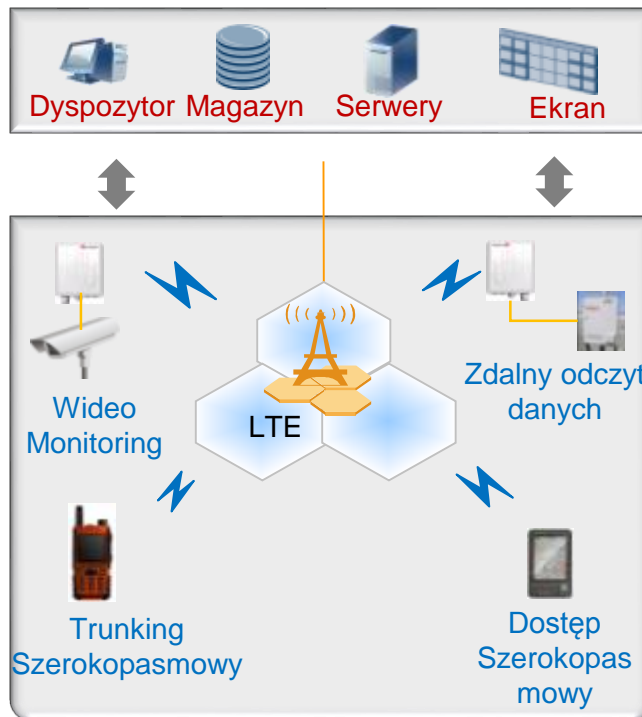 Dyspozytor
Magazyn
Serwery
Ekran
Wideo
Monitoring
LTE
Zdalny odczyt
danych
Trunking
Szerokopasmowy
Dostęp
Szerokopas
mowy